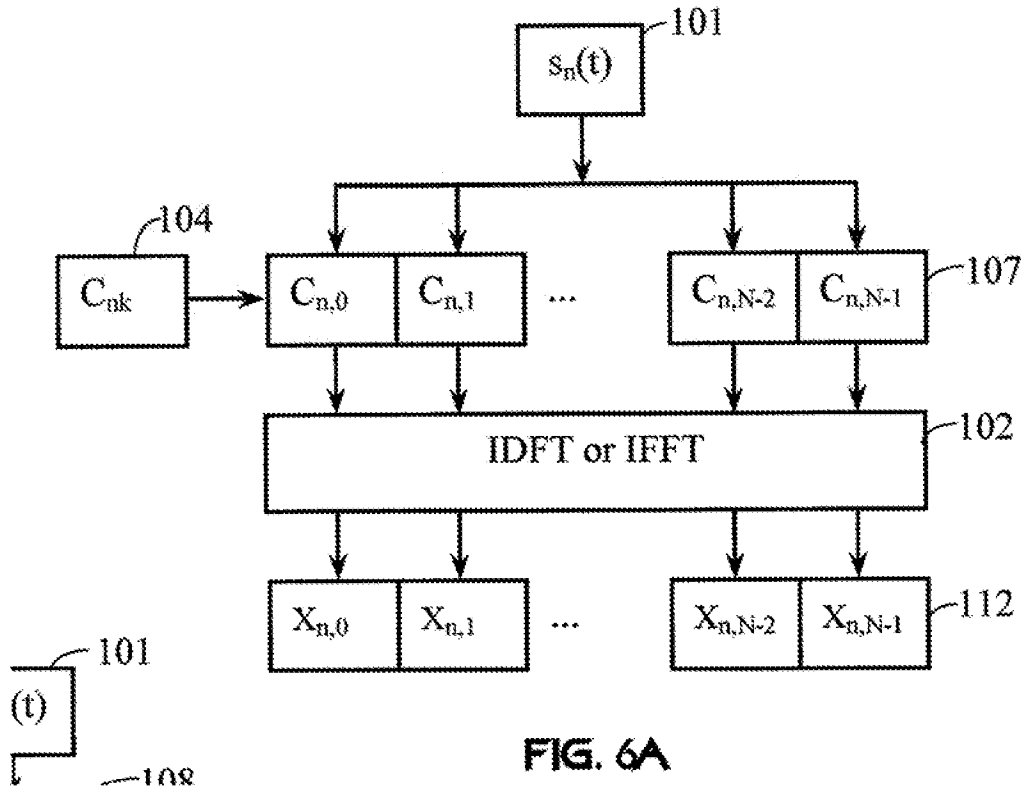 101
sₙ(t)
104
Cₙₖ
Cₙ,₀ Cₙ,₁ ... Cₙ,N-2 Cₙ,N-1
107
IDFT or IFFT
102
Xₙ,₀ Xₙ,₁ ... Xₙ,N-2 Xₙ,N-1
112
101
(t)
FIG. 6A
108